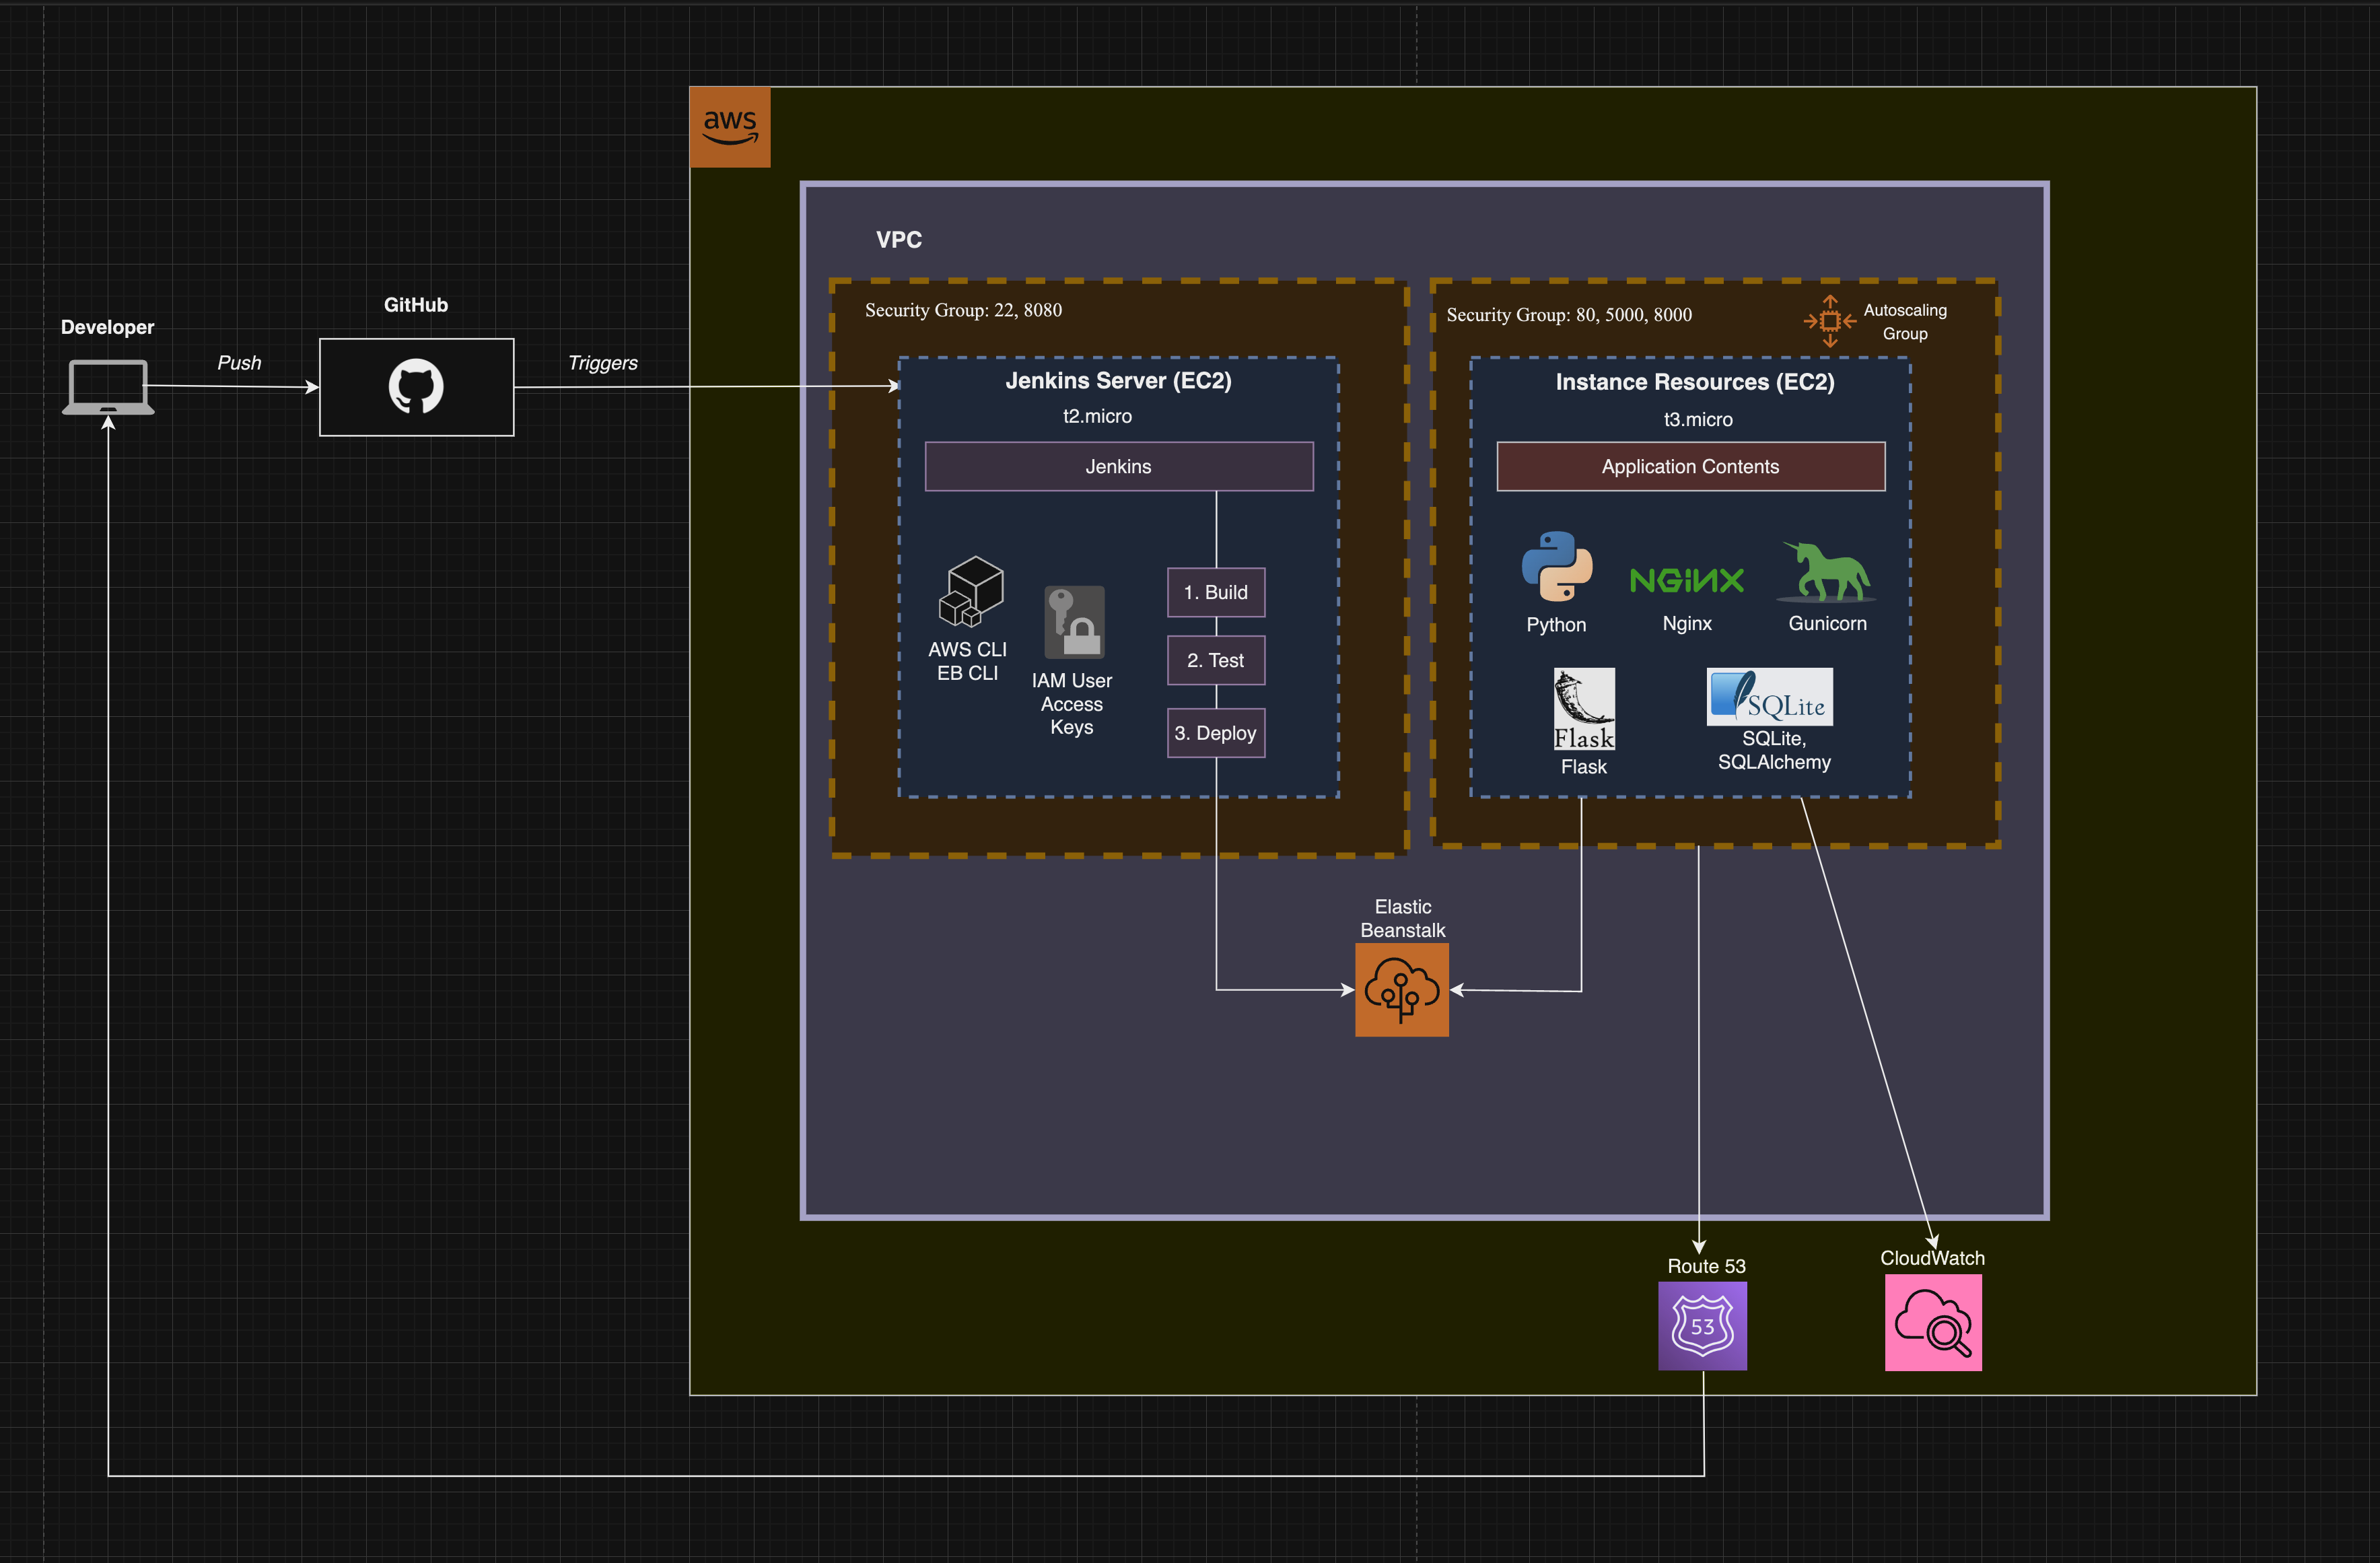 aws
VPC
Security Group: 22, 8080
Security Group: 80, 5000, 8000
Autoscaling
Group
GitHub
Developer
Push
Triggers
Jenkins Server (EC2)
t2.micro
Jenkins
Instance Resources (EC2)
t3.micro
Application Contents
1. Build
2. Test
3. Deploy
AWS CLI
EB CLI
IAM User
Access
Keys
Python
NGiNX
Nginx
Gunicorn
Flask
Flask
SQLite
SQLite,
SQLAlchemy
Elastic
Beanstalk
Route 53
53
CloudWatch